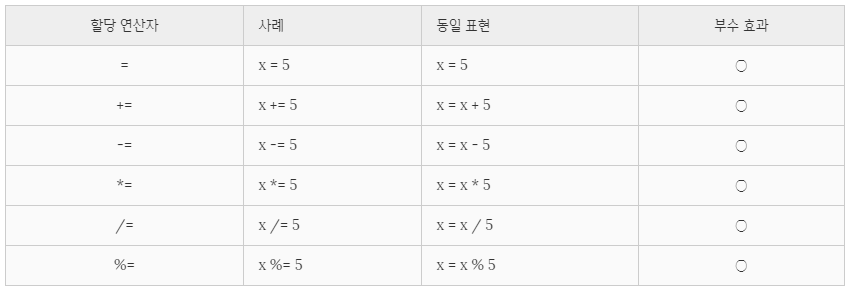 할당 연산자 사례 동일 표현 부수 효과
= x = 5 x = 5 ○
+= x += 5 x = x + 5 ○
-= x -= 5 x = x - 5 ○
*= x *= 5 x = x * 5 ○
/= x /= 5 x = x / 5 ○
%= x %= 5 x = x % 5 ○